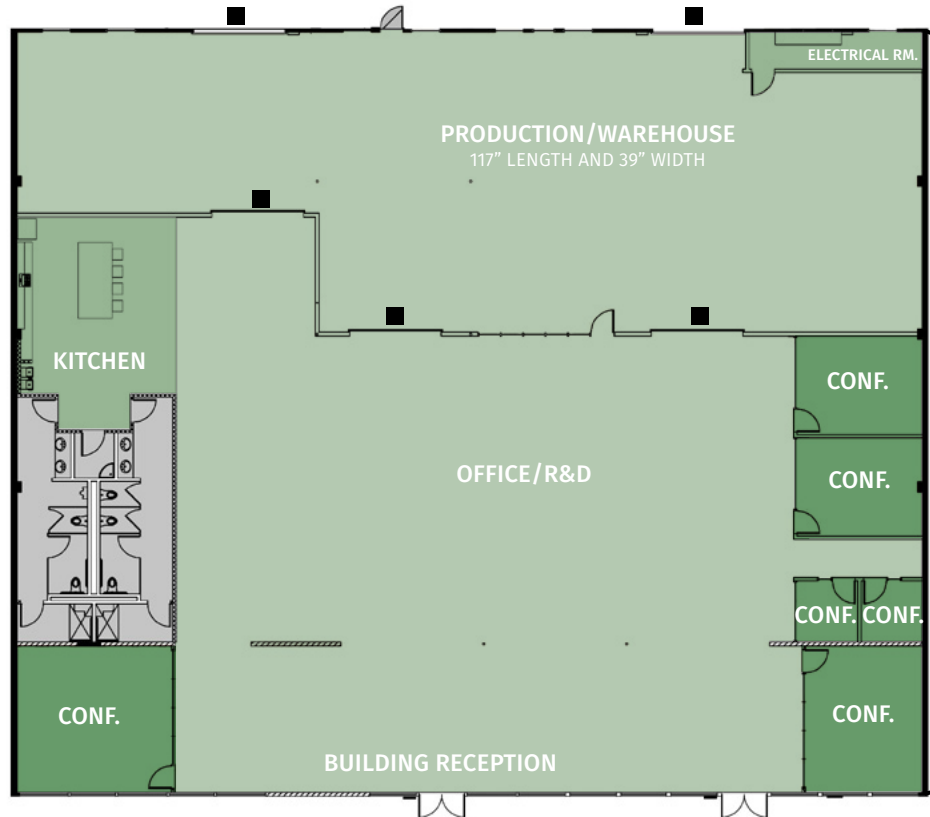 ELECTRICAL RM.
PRODUCTION/WAREHOUSE
117” LENGTH AND 39” WIDTH
KITCHEN
CONF.
OFFICE/R&D
CONF.
CONF. CONF.
CONF.
CONF.
BUILDING RECEPTION